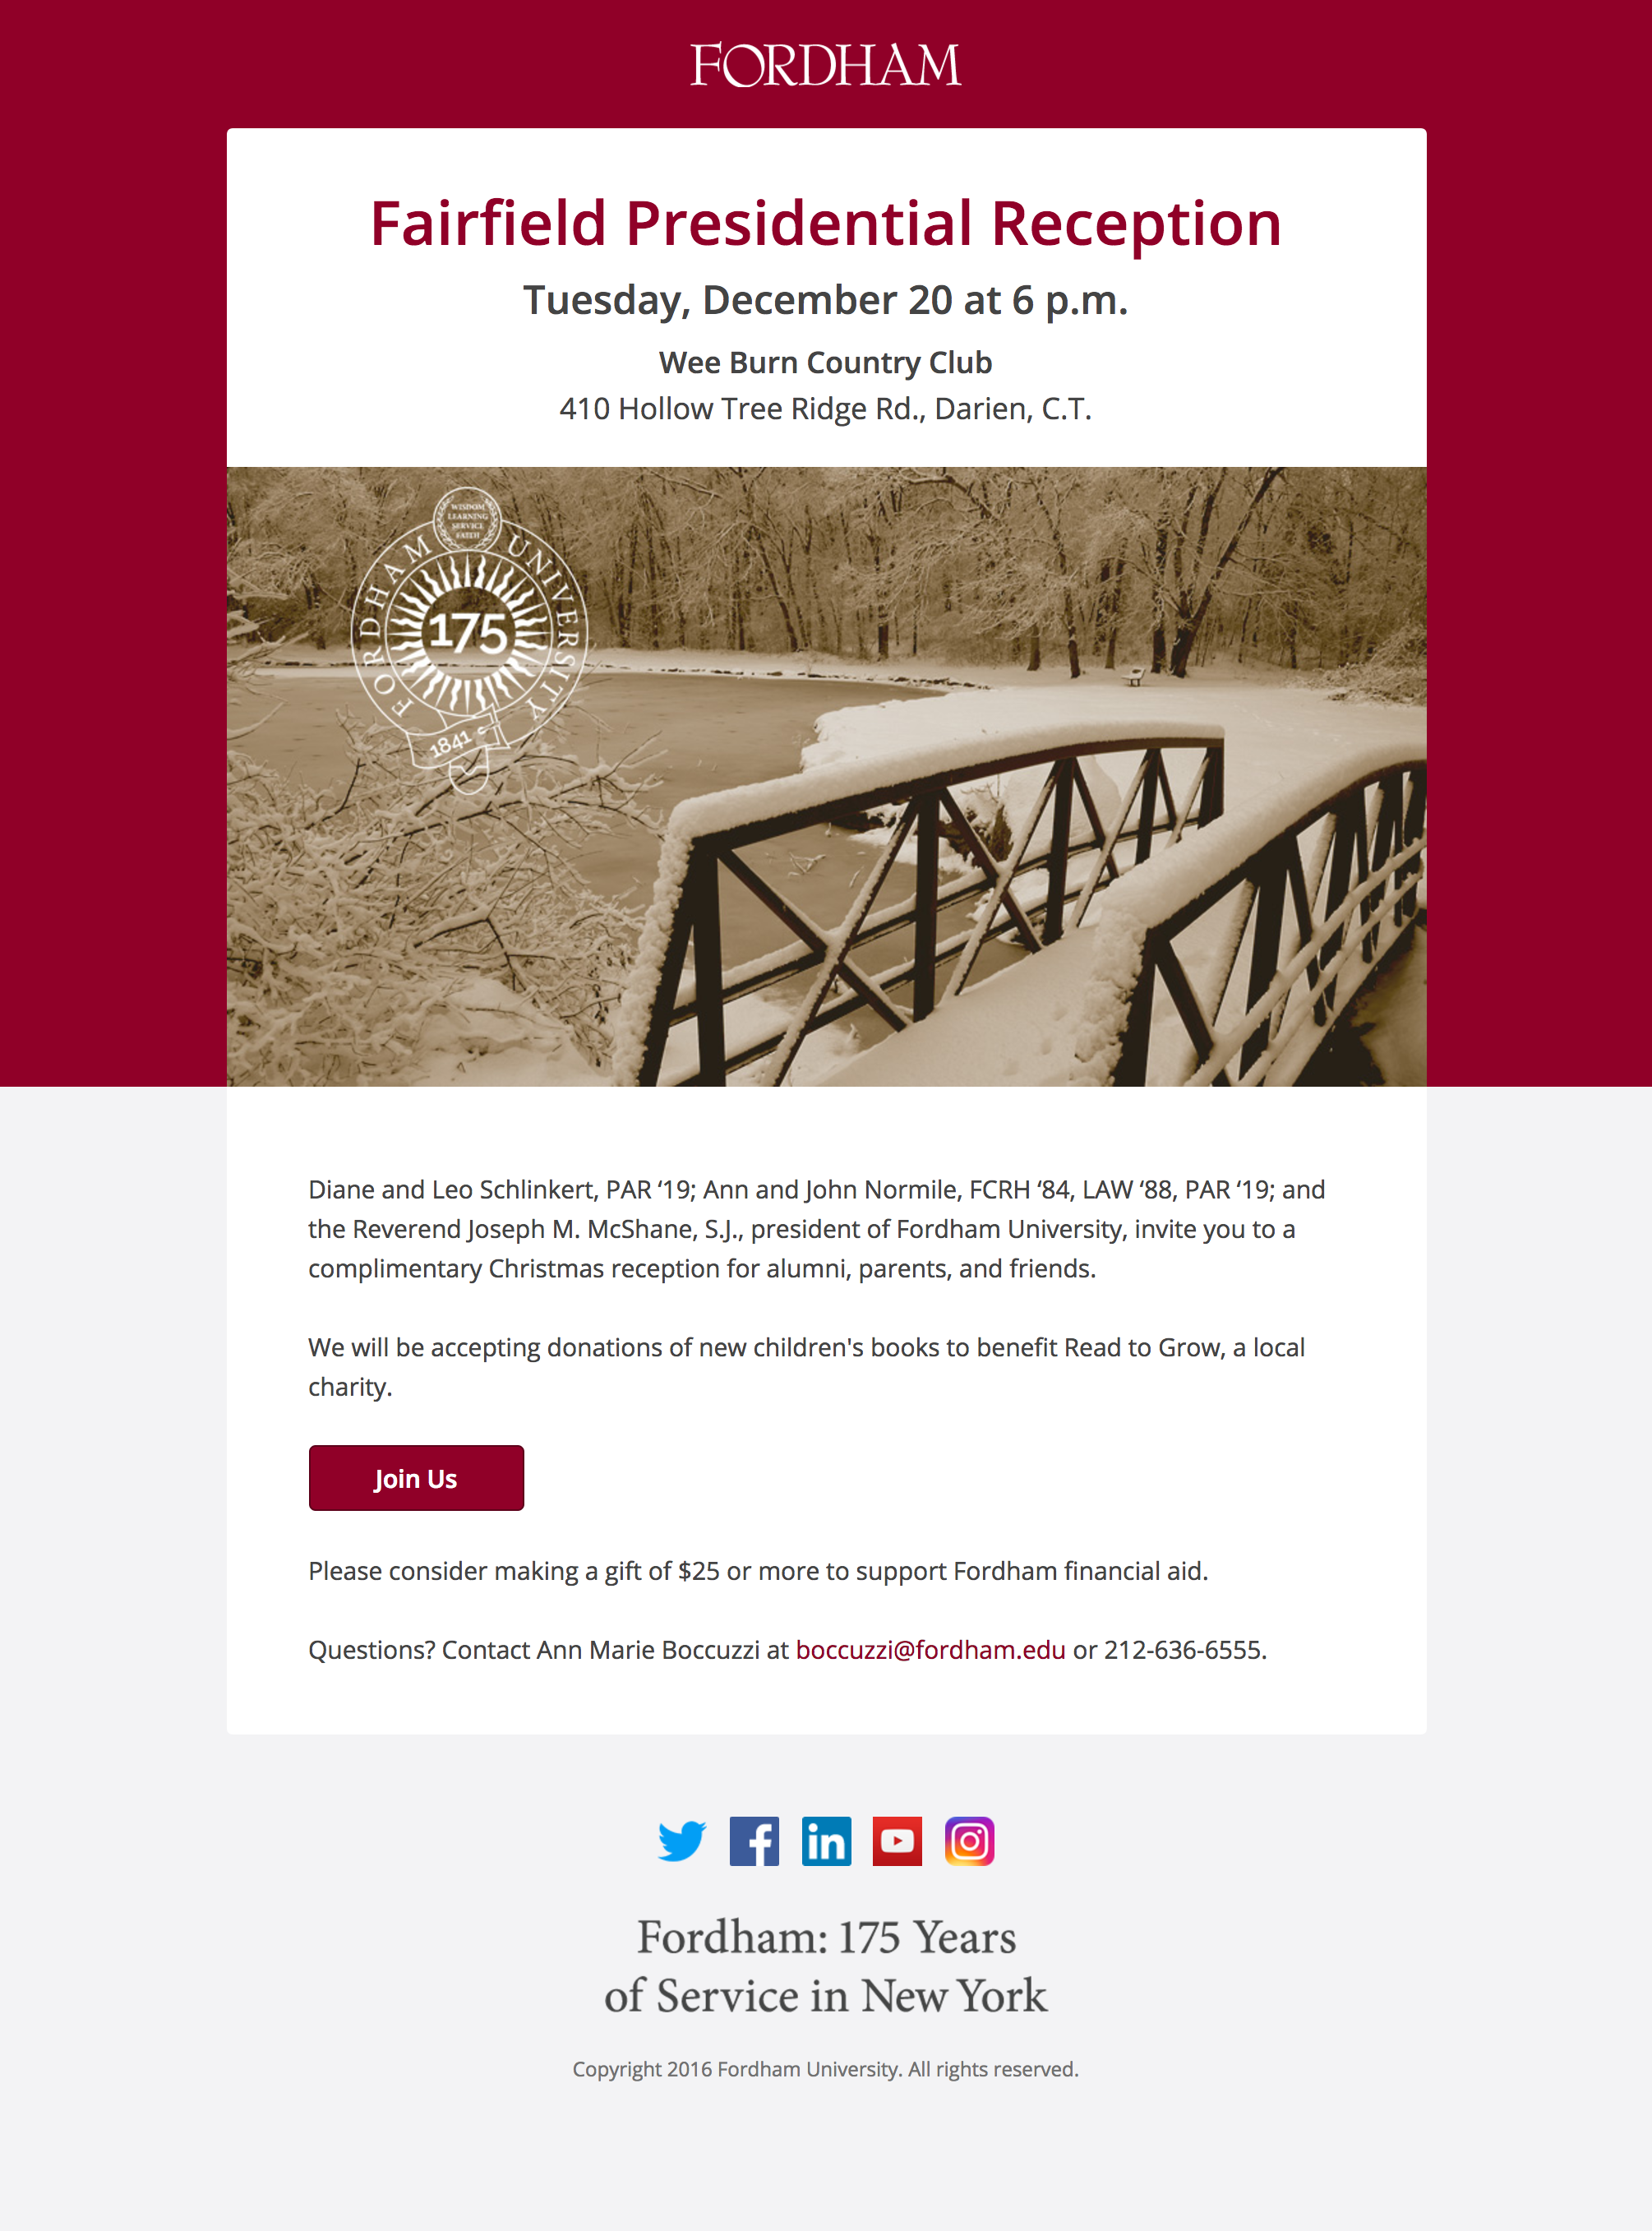 FORDHAM
Fairfield Presidential Reception
Tuesday, December 20 at 6 p.m.
Wee Burn Country Club
410 Hollow Tree Ridge Rd., Darien, C.T.
WISDOM
LEARNING
SERVICE
FAITH
FORDHAM UNIVERSITY
175
1841
Diane and Leo Schlinkert, PAR ‘19; Ann and John Normile, FCRH ‘84, LAW ‘88, PAR ‘19; and
the Reverend Joseph M. McShane, S.J., president of Fordham University, invite you to a
complimentary Christmas reception for alumni, parents, and friends.
We will be accepting donations of new children's books to benefit Read to Grow, a local
charity.
Join Us
Please consider making a gift of $25 or more to support Fordham financial aid.
Questions? Contact Ann Marie Boccuzzi at boccuzzi@fordham.edu or 212-636-6555.
in
Fordham: 175 Years
of Service in New York
Copyright 2016 Fordham University. All rights reserved.